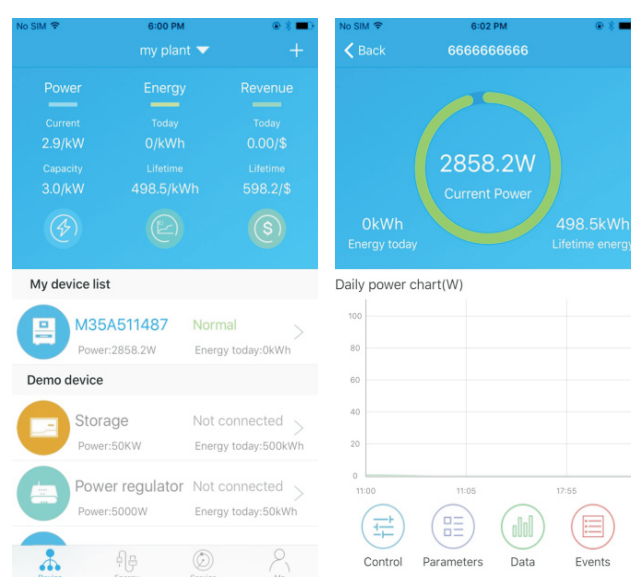 No SIM 6:00 PM
my plant
Power Energy Revenue
Current Today Today
2.9/kW 0/kWh 0.00/$
Capacity Lifetime Lifetime
3.0/kW 498.5/kWh 598.2/$
$
My device list
M35A511487 Normal
Power:2858.2W Energy today:0kWh
Demo device
Storage Not connected
Power:50KW Energy today:500kWh
Power regulator Not connected
Power:5000W Energy today:50kWh
No SIM 6:02 PM
Back 6666666666
2858.2W
Current Power
0kWh 498.5kWh
Energy today Lifetime energy
Daily power chart(W)
100
80
60
40
20
0
11:00 11:05 17:55
Control Parameters Data Events